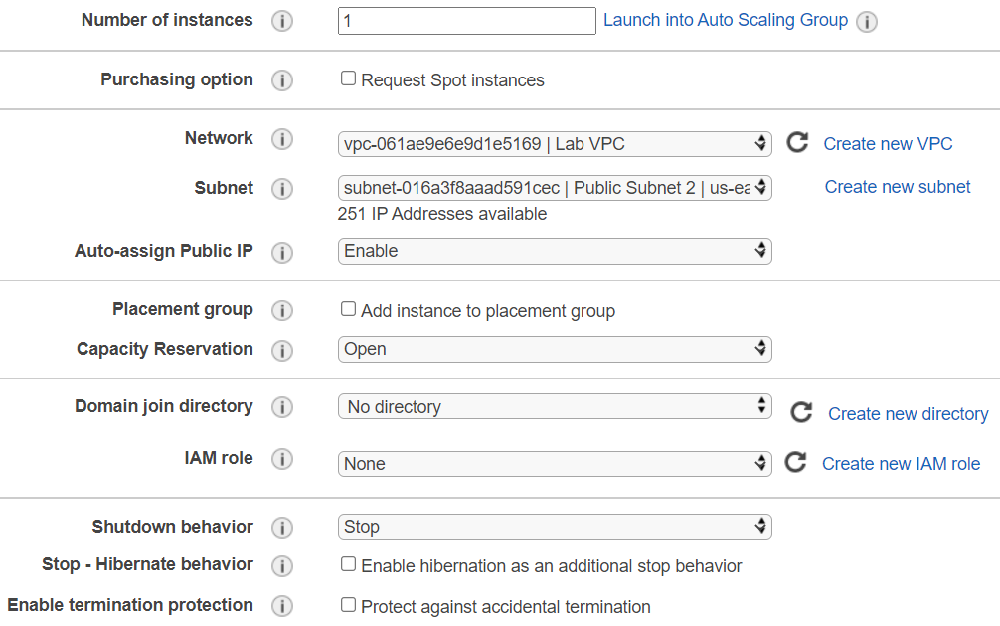 Number of instances 1 Launch into Auto Scaling Group
Purchasing option Request Spot instances
Network vpc-061ae9e6e9d1e5169 | Lab VPC Create new VPC
Subnet subnet-016a3f8aaad591cec | Public Subnet 2 | us-ea Create new subnet
251 IP Addresses available
Auto-assign Public IP Enable
Placement group Add instance to placement group
Capacity Reservation Open
Domain join directory No directory Create new directory
IAM role None Create new IAM role
Shutdown behavior Stop
Stop - Hibernate behavior Enable hibernation as an additional stop behavior
Enable termination protection Protect against accidental termination